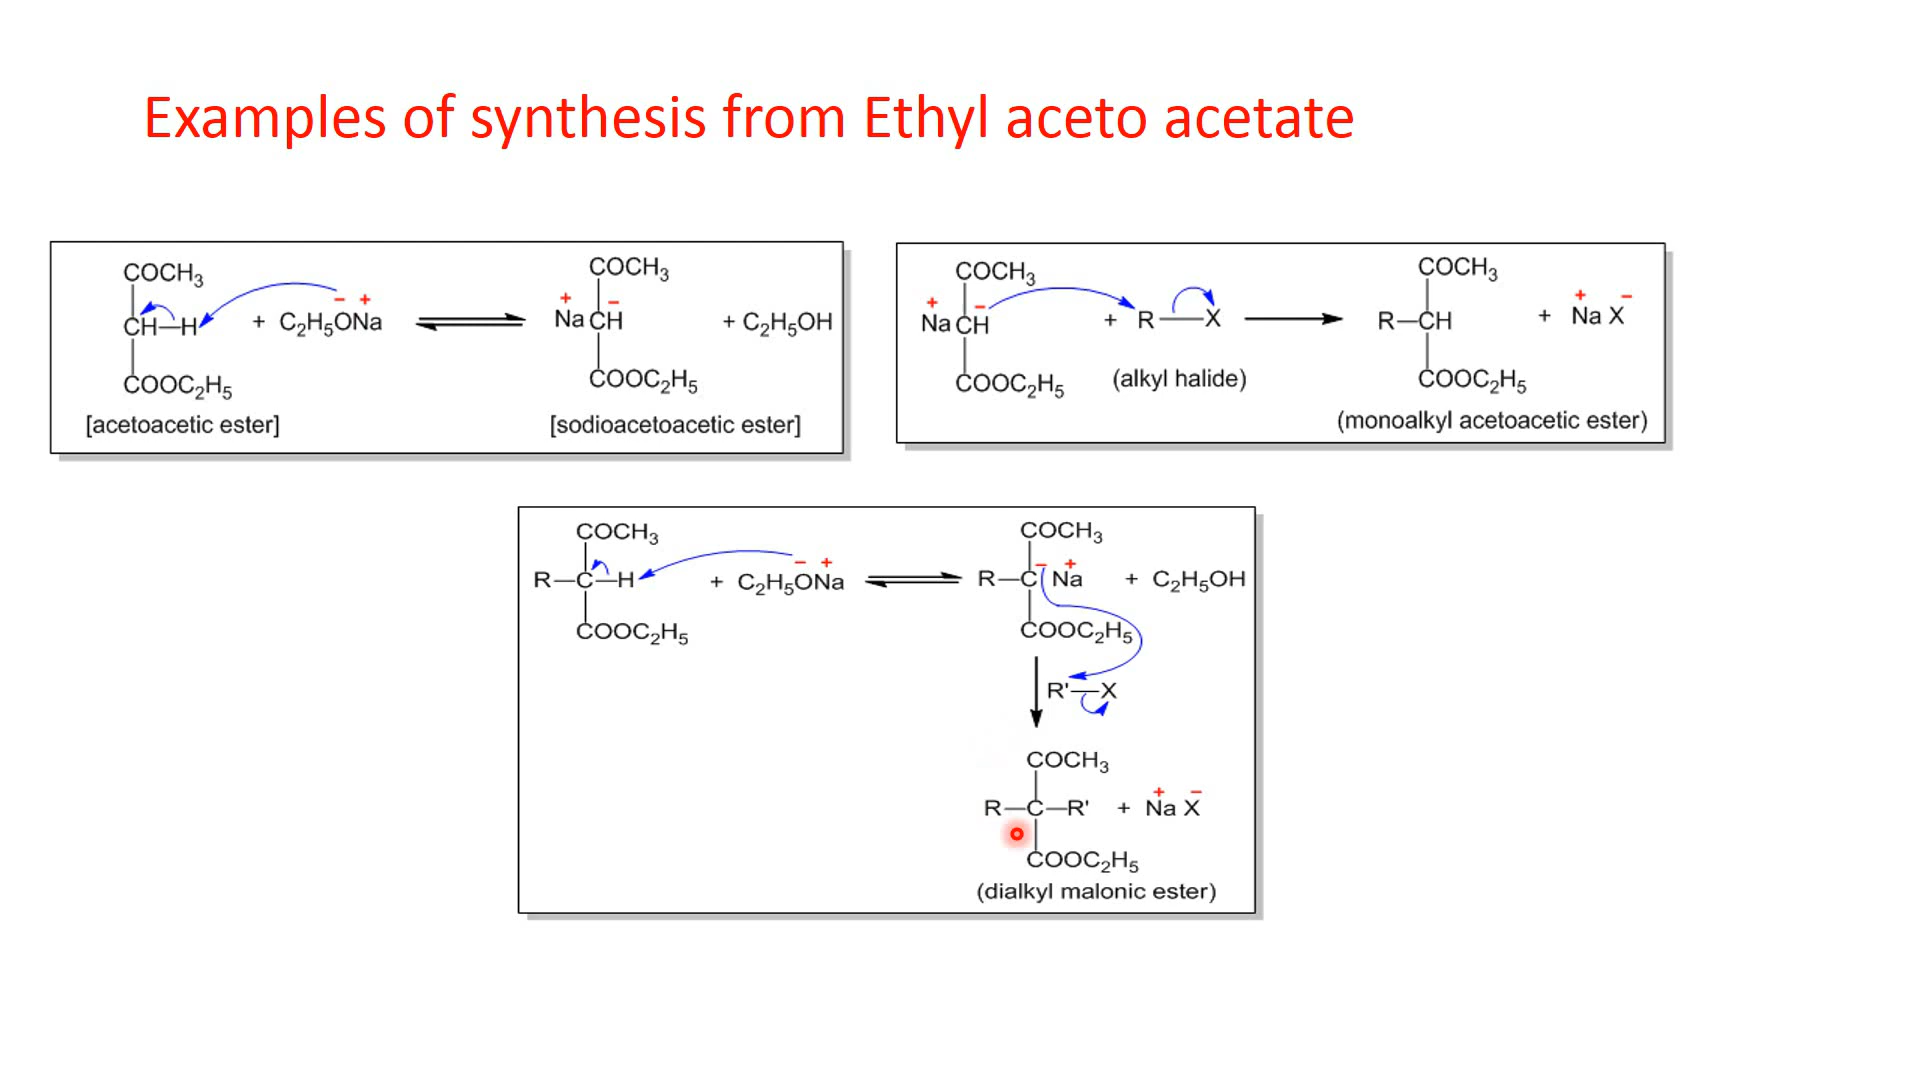 Examples of synthesis from Ethyl aceto acetate
COCH₃
CH—H
+ C₂H₅ONa
− +
COOC₂H₅
[acetoacetic ester]
COCH₃
+ −
Na CH
+ C₂H₅OH
COOC₂H₅
[sodioacetoacetic ester]
COCH₃
+ −
Na CH
+ R—X
COOC₂H₅
(alkyl halide)
COCH₃
R—CH
+ −
+ Na X
COOC₂H₅
(monoalkyl acetoacetic ester)
COCH₃
R—C—H
− +
+ C₂H₅ONa
COOC₂H₅
COCH₃
− +
R—C Na
+ C₂H₅OH
COOC₂H₅
R'—X
COCH₃
R—C—R'
+ −
+ Na X
COOC₂H₅
(dialkyl malonic ester)